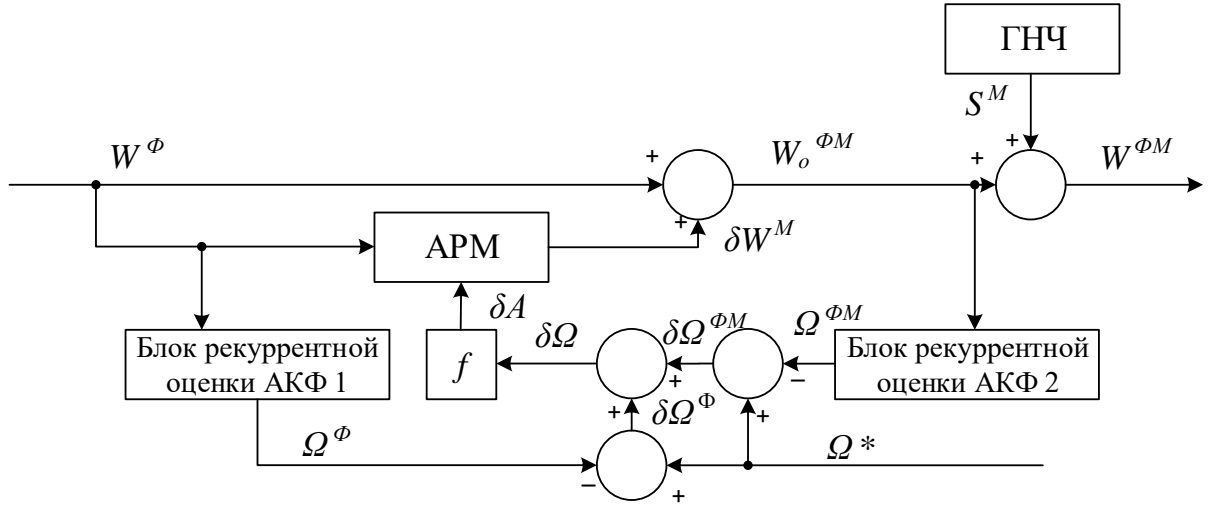 ГНЧ
S^M
W^Ф
+
W_o^ФМ
+
+
W^ФМ
АРМ
+
δW^M
δA
Блок рекуррентной
оценки АКФ 1
f
δΩ
δΩ^ФМ
Ω^ФМ
Блок рекуррентной
оценки АКФ 2
+
−
+
δΩ^Ф
+
Ω^Ф
−
+
Ω*